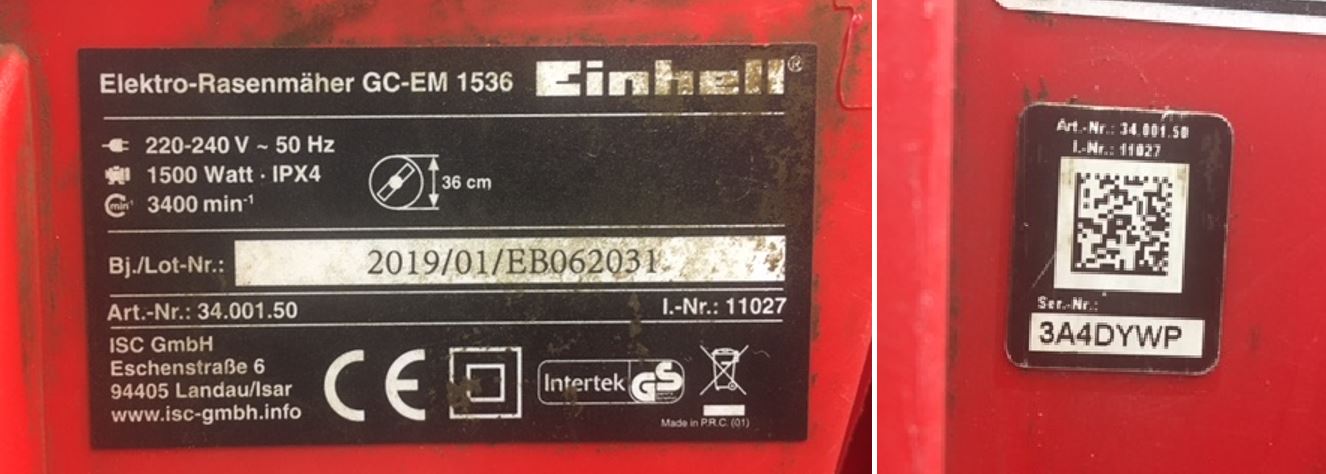 Elektro-Rasenmäher GC-EM 1536 Einhell®
220-240 V ~ 50 Hz
1500 Watt · IPX4
36 cm
min⁻¹ 3400 min⁻¹
Bj./Lot-Nr.: 2019/01/EB062031
Art.-Nr.: 34.001.50 I.-Nr.: 11027
ISC GmbH
Eschenstraße 6
94405 Landau/Isar
www.isc-gmbh.info
CE
Intertek GS
Made in P.R.C. (01)
Art.-Nr.: 34.001.50
I.-Nr.: 11027
Ser.-Nr.:
3A4DYWP